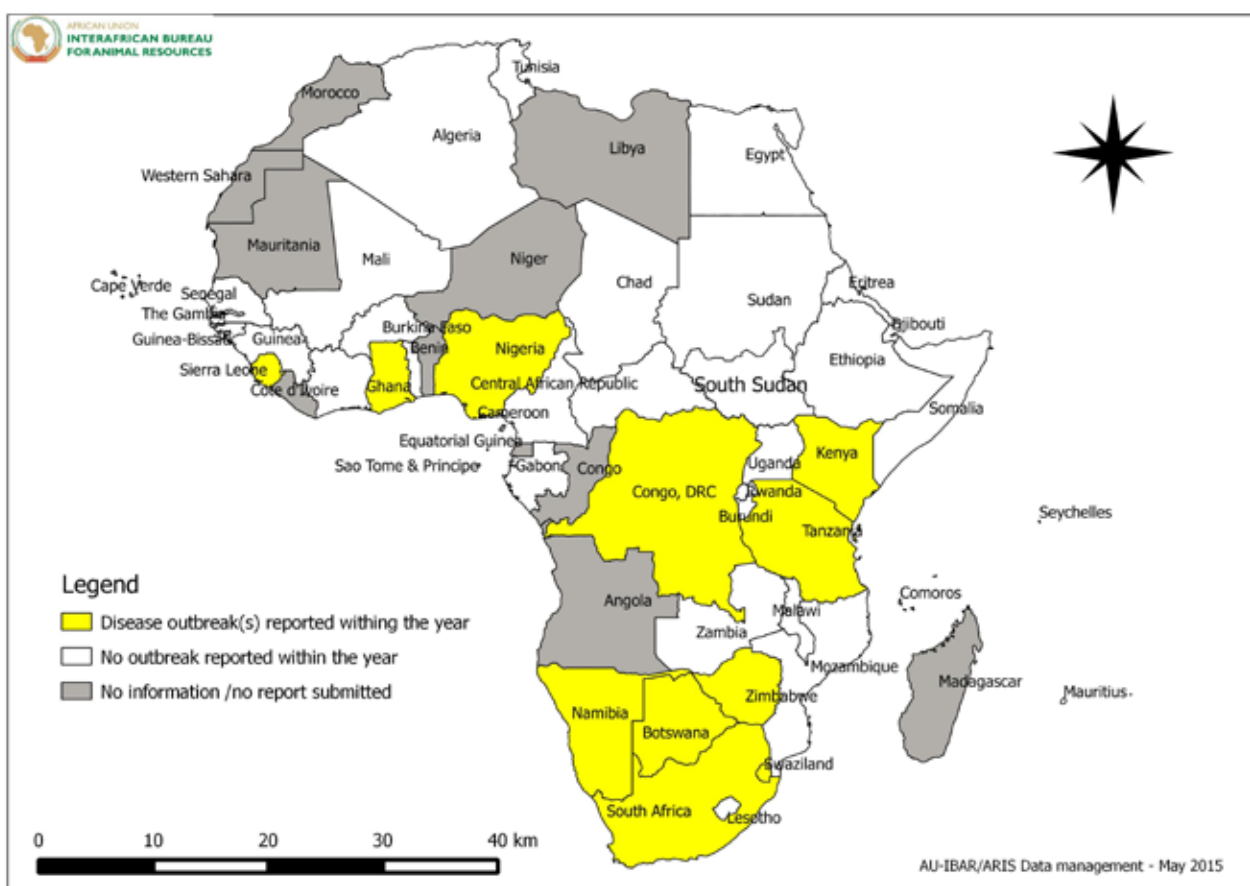 AFRICAN UNION
INTERAFRICAN BUREAU
FOR ANIMAL RESOURCES
Tunisia
Morocco
Algeria
Libya
Egypt
Western Sahara
Mauritania
Mali
Niger
Chad
Sudan
Eritrea
Cape Verde
Senegal
The Gambia
Guinea-Bissau
Guinea
Burkina Faso
Benin
Nigeria
Djibouti
Ethiopia
Sierra Leone
Cote d'Ivoire
Ghana
Central African Republic
South Sudan
Somalia
Cameroon
Equatorial Guinea
Sao Tome & Principe
Gabon
Congo
Uganda
Kenya
Congo, DRC
Rwanda
Burundi
Tanzania
Seychelles
Comoros
Angola
Malawi
Zambia
Mozambique
Madagascar
Mauritius
Zimbabwe
Namibia
Botswana
Swaziland
South Africa
Lesotho
Legend
Disease outbreak(s) reported withing the year
No outbreak reported within the year
No information /no report submitted
0 10 20 30 40 km
AU-IBAR/ARIS Data management - May 2015